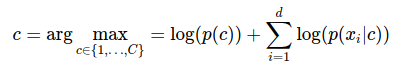 c = arg max_{c∈{1,…,C}} = log(p(c)) + ∑_{i=1}^{d} log(p(x_i|c))